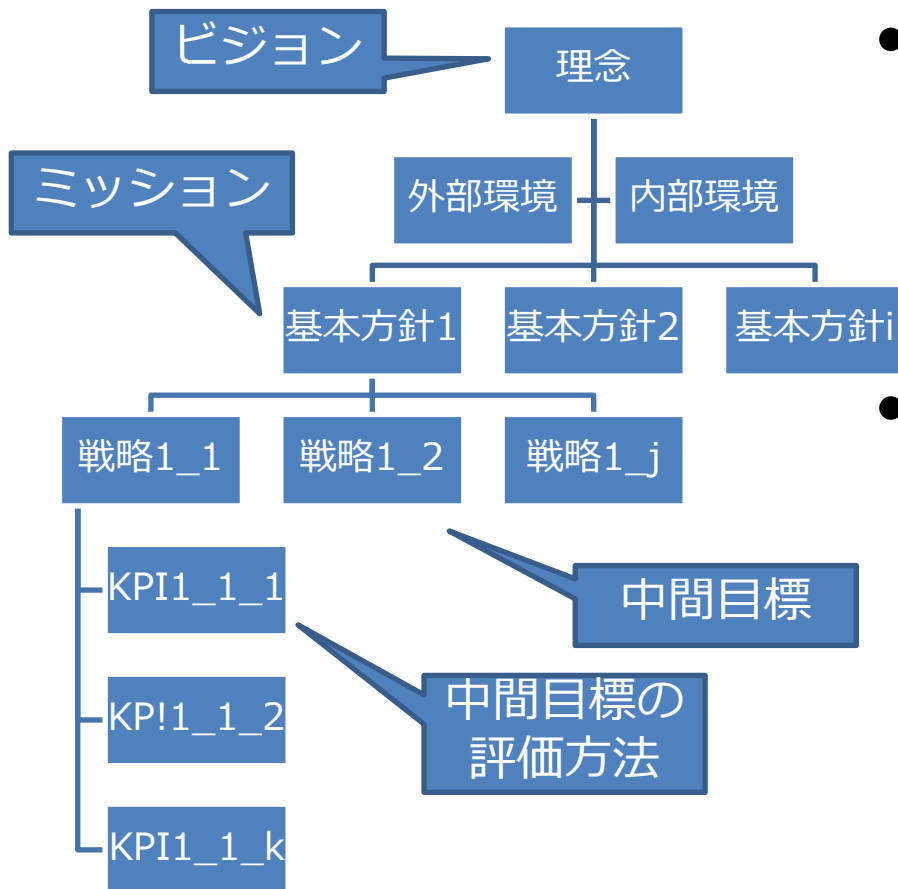 ビジョン
理念
ミッション
外部環境
内部環境
基本方針1
基本方針2
基本方針i
戦略1_1
戦略1_2
戦略1_j
KPI1_1_1
中間目標
KP!1_1_2
中間目標の
評価方法
KPI1_1_k